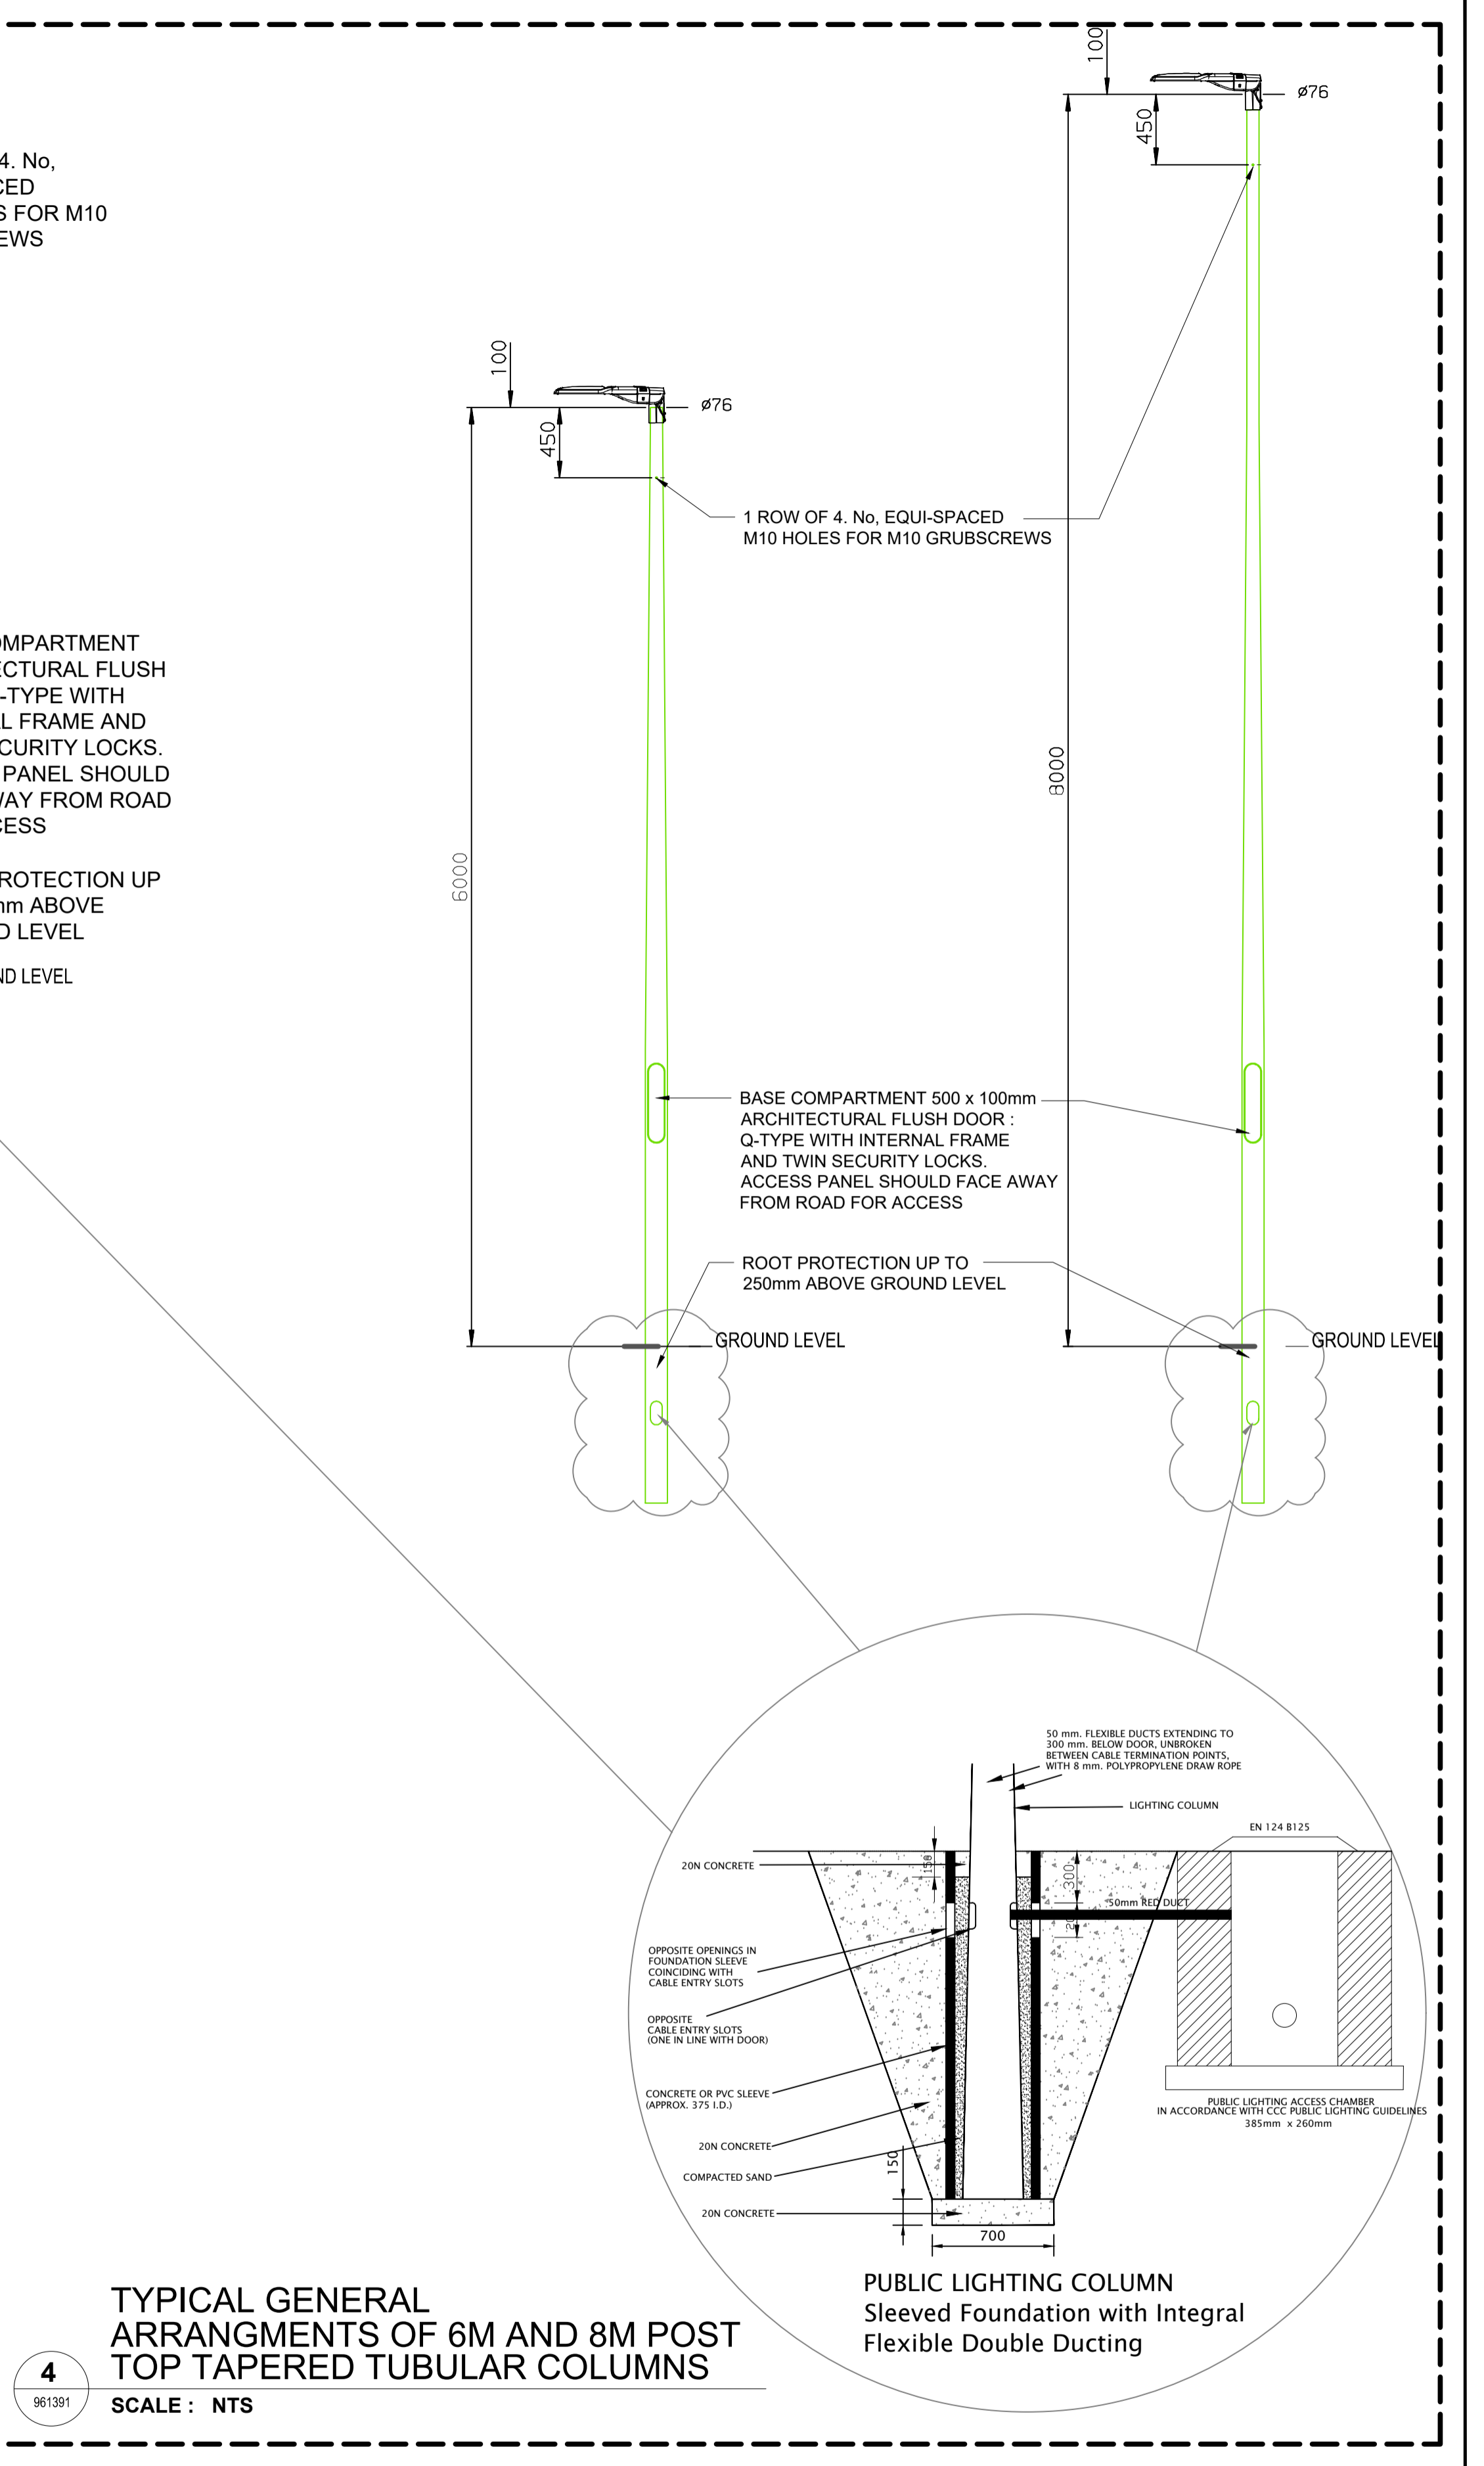 4. No,
CED
S FOR M10
EWS
OMPARTMENT
ECTURAL FLUSH
-TYPE WITH
L FRAME AND
CURITY LOCKS.
PANEL SHOULD
WAY FROM ROAD
CESS
ROTECTION UP
mm ABOVE
D LEVEL
ND LEVEL
100
450
ø76
6000
100
450
ø76
8000
1 ROW OF 4. No, EQUI-SPACED
M10 HOLES FOR M10 GRUBSCREWS
BASE COMPARTMENT 500 x 100mm
ARCHITECTURAL FLUSH DOOR :
Q-TYPE WITH INTERNAL FRAME
AND TWIN SECURITY LOCKS.
ACCESS PANEL SHOULD FACE AWAY
FROM ROAD FOR ACCESS
ROOT PROTECTION UP TO
250mm ABOVE GROUND LEVEL
GROUND LEVEL
GROUND LEVEL
50 mm. FLEXIBLE DUCTS EXTENDING TO
300 mm. BELOW DOOR, UNBROKEN
BETWEEN CABLE TERMINATION POINTS,
WITH 8 mm. POLYPROPYLENE DRAW ROPE
LIGHTING COLUMN
EN 124 B125
20N CONCRETE
150
300
50mm RED DUCT
OPPOSITE OPENINGS IN
FOUNDATION SLEEVE
COINCIDING WITH
CABLE ENTRY SLOTS
OPPOSITE
CABLE ENTRY SLOTS
(ONE IN LINE WITH DOOR)
CONCRETE OR PVC SLEEVE
(APPROX. 375 I.D.)
20N CONCRETE
COMPACTED SAND
150
20N CONCRETE
700
PUBLIC LIGHTING ACCESS CHAMBER
IN ACCORDANCE WITH CCC PUBLIC LIGHTING GUIDELINES
385mm x 260mm
PUBLIC LIGHTING COLUMN
Sleeved Foundation with Integral
Flexible Double Ducting
TYPICAL GENERAL
ARRANGMENTS OF 6M AND 8M POST
TOP TAPERED TUBULAR COLUMNS
4
961391
SCALE : NTS